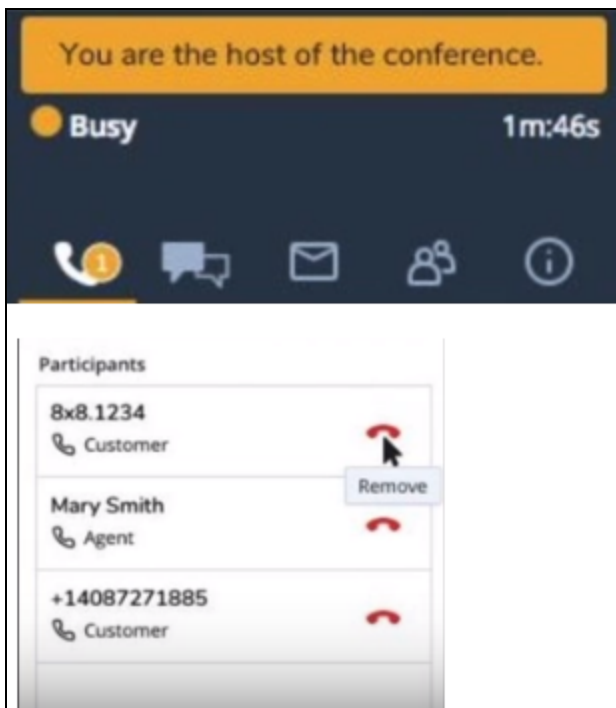 You are the host of the conference.
Busy 1m:46s
1
Participants
8x8.1234
Customer
Remove
Mary Smith
Agent
+14087271885
Customer